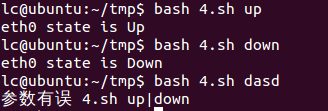 lc@ubuntu:~/tmp$ bash 4.sh up
eth0 state is Up
lc@ubuntu:~/tmp$ bash 4.sh down
eth0 state is Down
lc@ubuntu:~/tmp$ bash 4.sh dasd
参数有误 4.sh up|down